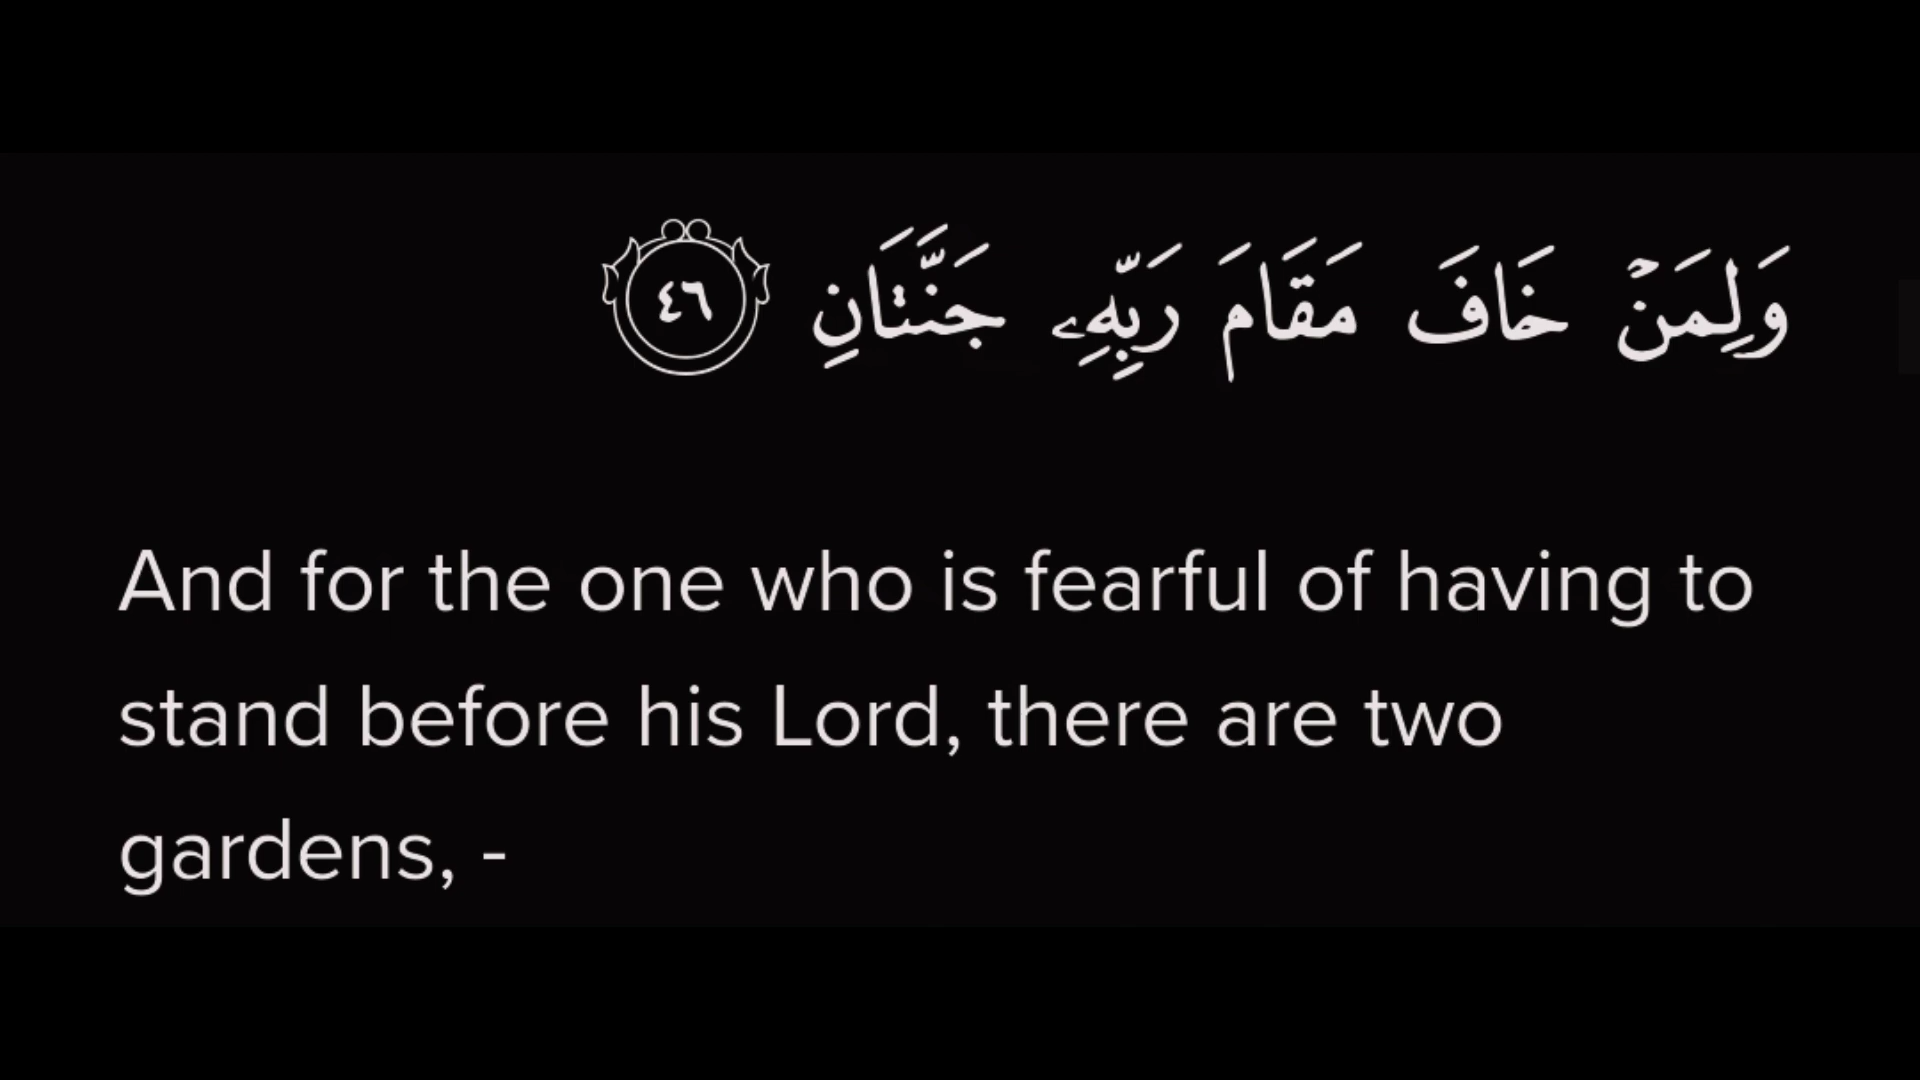 وَلِمَنْ خَافَ مَقَامَ رَبِّهِۦ جَنَّتَانِ ٤٦
And for the one who is fearful of having to
stand before his Lord, there are two
gardens, -